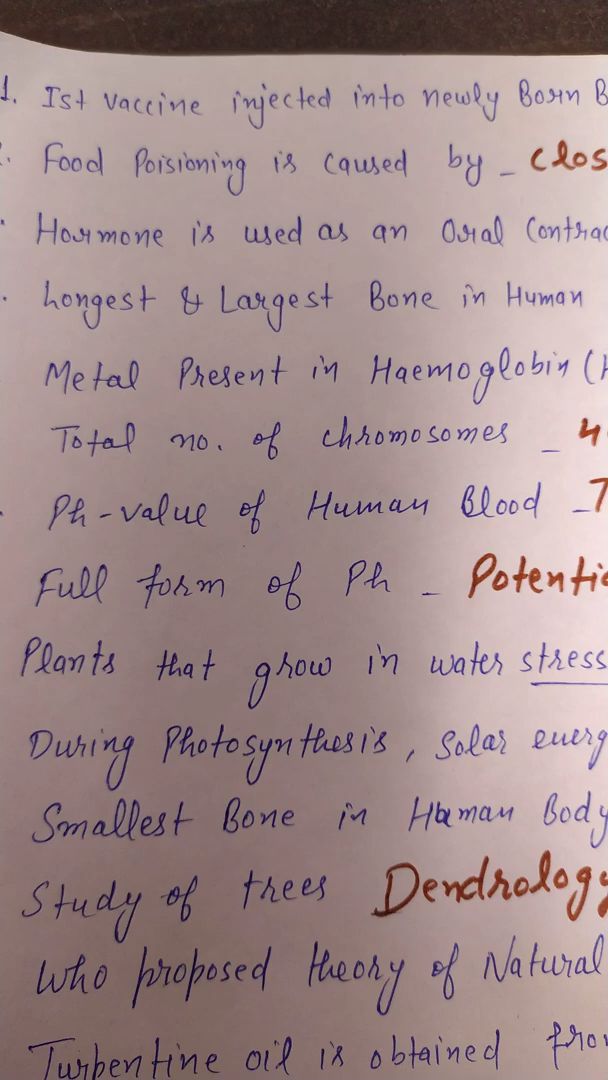 1. Ist vaccine injected into newly Born B
Food Poisioning is caused by - Clos
Hormone is used as an Oral Contrac
Longest & Largest Bone in Human
Metal Present in Haemoglobin (H
Total no. of chromosomes - 4
Ph-value of Human Blood - 7
Full form of Ph - Potentic
Plants that grow in water stress
During Photosynthesis, Solar energ
Smallest Bone in Human Body
Study of trees Dendrology
Who proposed theory of Natural
Turpentine oil is obtained from